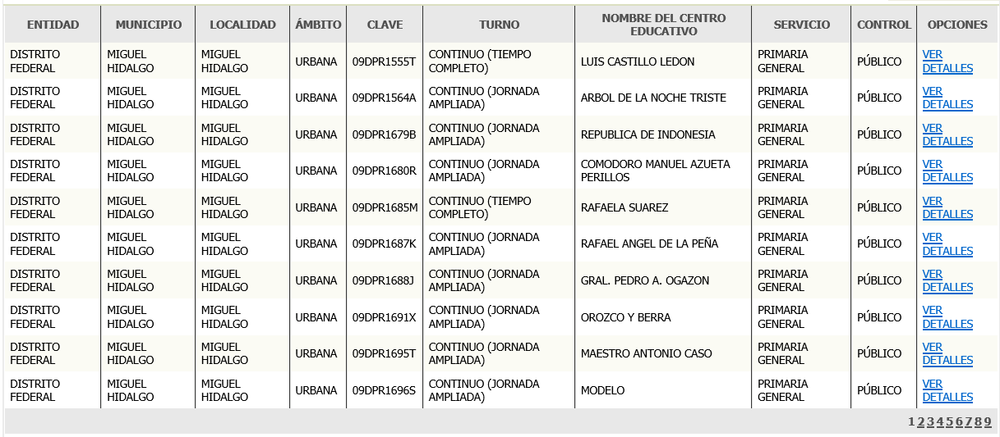 ENTIDAD MUNICIPIO LOCALIDAD ÁMBITO CLAVE TURNO NOMBRE DEL CENTRO EDUCATIVO SERVICIO CONTROL OPCIONES
DISTRITO FEDERAL MIGUEL HIDALGO MIGUEL HIDALGO URBANA 09DPR1555T CONTINUO (TIEMPO COMPLETO) LUIS CASTILLO LEDON PRIMARIA GENERAL PÚBLICO VER DETALLES
DISTRITO FEDERAL MIGUEL HIDALGO MIGUEL HIDALGO URBANA 09DPR1564A CONTINUO (JORNADA AMPLIADA) ARBOL DE LA NOCHE TRISTE PRIMARIA GENERAL PÚBLICO VER DETALLES
DISTRITO FEDERAL MIGUEL HIDALGO MIGUEL HIDALGO URBANA 09DPR1679B CONTINUO (JORNADA AMPLIADA) REPUBLICA DE INDONESIA PRIMARIA GENERAL PÚBLICO VER DETALLES
DISTRITO FEDERAL MIGUEL HIDALGO MIGUEL HIDALGO URBANA 09DPR1680R CONTINUO (JORNADA AMPLIADA) COMODORO MANUEL AZUETA PERILLOS PRIMARIA GENERAL PÚBLICO VER DETALLES
DISTRITO FEDERAL MIGUEL HIDALGO MIGUEL HIDALGO URBANA 09DPR1685M CONTINUO (TIEMPO COMPLETO) RAFAELA SUAREZ PRIMARIA GENERAL PÚBLICO VER DETALLES
DISTRITO FEDERAL MIGUEL HIDALGO MIGUEL HIDALGO URBANA 09DPR1687K CONTINUO (JORNADA AMPLIADA) RAFAEL ANGEL DE LA PEÑA PRIMARIA GENERAL PÚBLICO VER DETALLES
DISTRITO FEDERAL MIGUEL HIDALGO MIGUEL HIDALGO URBANA 09DPR1688J CONTINUO (JORNADA AMPLIADA) GRAL. PEDRO A. OGAZON PRIMARIA GENERAL PÚBLICO VER DETALLES
DISTRITO FEDERAL MIGUEL HIDALGO MIGUEL HIDALGO URBANA 09DPR1691X CONTINUO (JORNADA AMPLIADA) OROZCO Y BERRA PRIMARIA GENERAL PÚBLICO VER DETALLES
DISTRITO FEDERAL MIGUEL HIDALGO MIGUEL HIDALGO URBANA 09DPR1695T CONTINUO (JORNADA AMPLIADA) MAESTRO ANTONIO CASO PRIMARIA GENERAL PÚBLICO VER DETALLES
DISTRITO FEDERAL MIGUEL HIDALGO MIGUEL HIDALGO URBANA 09DPR1696S CONTINUO (JORNADA AMPLIADA) MODELO PRIMARIA GENERAL PÚBLICO VER DETALLES
1 2 3 4 5 6 7 8 9